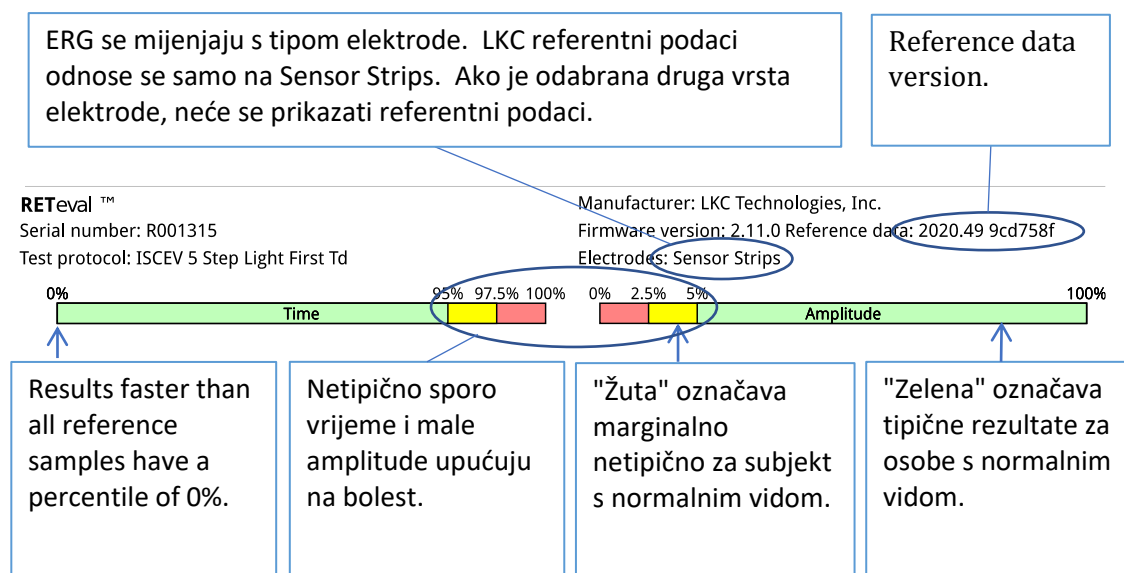 ERG se mijenjaju s tipom elektrode. LKC referentni podaci
odnose se samo na Sensor Strips. Ako je odabrana druga vrsta
elektrode, neće se prikazati referentni podaci.
Reference data
version.
RETeval ™
Serial number: R001315
Test protocol: ISCEV 5 Step Light First Td
Manufacturer: LKC Technologies, Inc.
Firmware version: 2.11.0 Reference data: 2020.49 9cd758f
Electrodes: Sensor Strips
0% 95% 97.5% 100%
Time
0% 2.5% 5% 100%
Amplitude
Results faster than
all reference
samples have a
percentile of 0%.
Netipično sporo
vrijeme i male
amplitude upućuju
na bolest.
"Žuta" označava
marginalno
netipično za subjekt
s normalnim vidom.
"Zelena" označava
tipične rezultate za
osobe s normalnim
vidom.